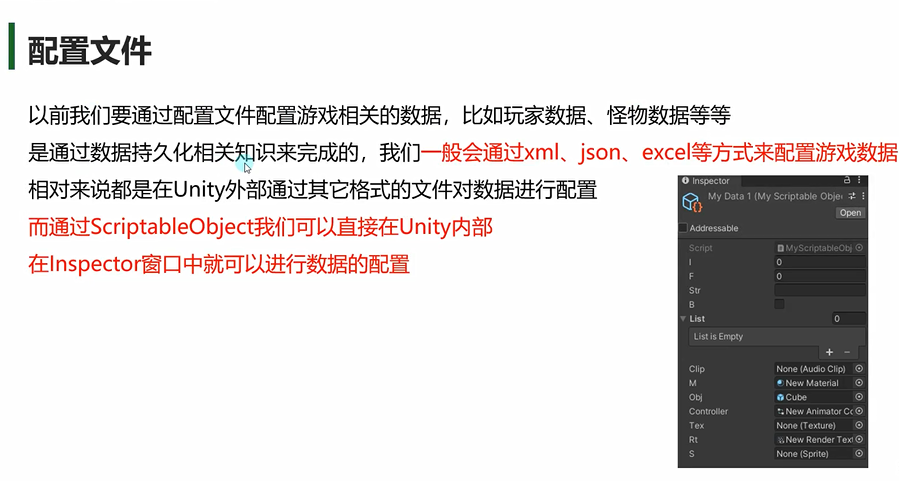 配置文件
以前我们要通过配置文件配置游戏相关的数据，比如玩家数据、怪物数据等等
是通过数据持久化相关知识来完成的，我们一般会通过xml、json、excel等方式来配置游戏数据
相对来说都是在Unity外部通过其它格式的文件对数据进行配置
而通过ScriptableObject我们可以直接在Unity内部
在Inspector窗口中就可以进行数据的配置
Inspector
My Data 1 (My Scriptable Obje
Open
Addressable
Script MyScriptableObj
I 0
F 0
Str
B
List 0
List is Empty
+ −
Clip None (Audio Clip)
M New Material
Obj Cube
Controller New Animator Co
Tex None (Texture)
Rt New Render Text
S None (Sprite)